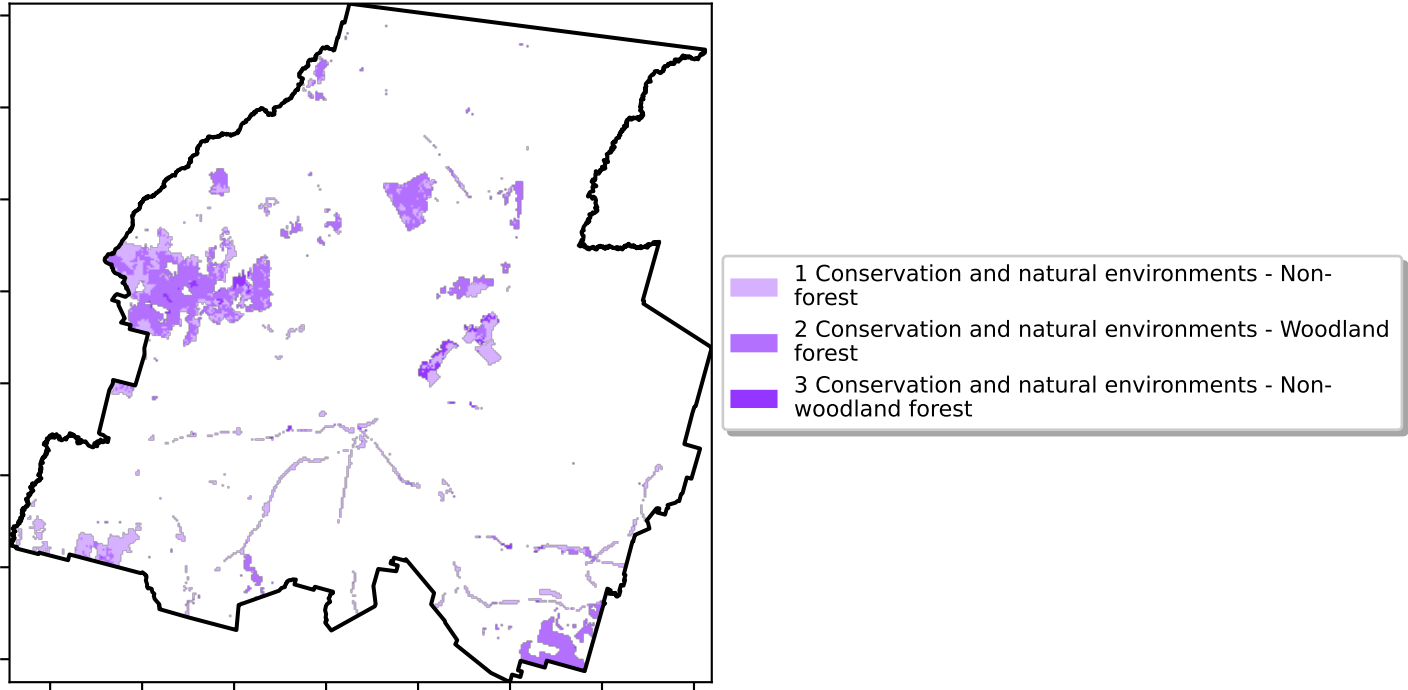 1 Conservation and natural environments - Non-
forest
2 Conservation and natural environments - Woodland
forest
3 Conservation and natural environments - Non-
woodland forest